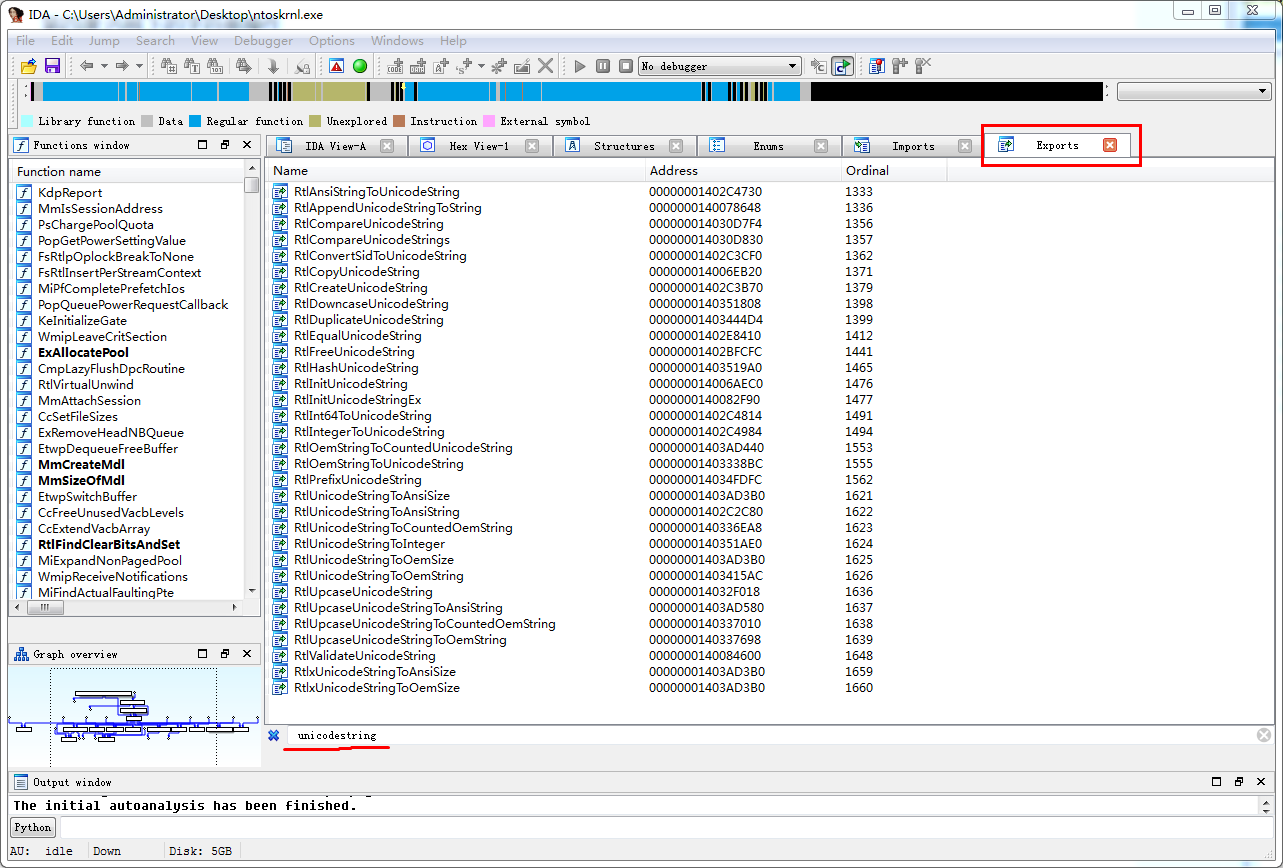 IDA - C:\Users\Administrator\Desktop\ntoskrnl.exe
File Edit Jump Search View Debugger Options Windows Help
No debugger
Library function Data Regular function Unexplored Instruction External symbol
Functions window
IDA View-A Hex View-1 Structures Enums Imports Exports
Function name
KdpReport
MmIsSessionAddress
PsChargePoolQuota
PopGetPowerSettingValue
FsRtlpOplockBreakToNone
FsRtlInsertPerStreamContext
MiPfCompletePrefetchIos
PopQueuePowerRequestCallback
KeInitializeGate
WmipLeaveCritSection
ExAllocatePool
CmpLazyFlushDpcRoutine
RtlVirtualUnwind
MmAttachSession
CcSetFileSizes
ExRemoveHeadNBQueue
EtwpDequeueFreeBuffer
MmCreateMdl
MmSizeOfMdl
EtwpSwitchBuffer
CcFreeUnusedVacbLevels
CcExtendVacbArray
RtlFindClearBitsAndSet
MiExpandNonPagedPool
WmipReceiveNotifications
MiFindActualFaultingPte
Name Address Ordinal
RtlAnsiStringToUnicodeString 00000001402C4730 1333
RtlAppendUnicodeStringToString 0000000140078648 1336
RtlCompareUnicodeString 000000014030D7F4 1356
RtlCompareUnicodeStrings 000000014030D830 1357
RtlConvertSidToUnicodeString 00000001402C3CF0 1362
RtlCopyUnicodeString 000000014006EB20 1371
RtlCreateUnicodeString 00000001402C3B70 1379
RtlDowncaseUnicodeString 0000000140351808 1398
RtlDuplicateUnicodeString 00000001403444D4 1399
RtlEqualUnicodeString 00000001402E8410 1412
RtlFreeUnicodeString 00000001402BFCFC 1441
RtlHashUnicodeString 00000001403519A0 1465
RtlInitUnicodeString 000000014006AEC0 1476
RtlInitUnicodeStringEx 0000000140082F90 1477
RtlInt64ToUnicodeString 00000001402C4814 1491
RtlIntegerToUnicodeString 00000001402C4984 1494
RtlOemStringToCountedUnicodeString 00000001403AD440 1553
RtlOemStringToUnicodeString 00000001403338BC 1555
RtlPrefixUnicodeString 000000014034FDFC 1562
RtlUnicodeStringToAnsiSize 00000001403AD3B0 1621
RtlUnicodeStringToAnsiString 00000001402C2C80 1622
RtlUnicodeStringToCountedOemString 0000000140336EA8 1623
RtlUnicodeStringToInteger 0000000140351AE0 1624
RtlUnicodeStringToOemSize 00000001403AD3B0 1625
RtlUnicodeStringToOemString 00000001403415AC 1626
RtlUpcaseUnicodeString 000000014032F018 1636
RtlUpcaseUnicodeStringToAnsiString 00000001403AD580 1637
RtlUpcaseUnicodeStringToCountedOemString 0000000140337010 1638
RtlUpcaseUnicodeStringToOemString 0000000140337698 1639
RtlValidateUnicodeString 0000000140084600 1648
RtlxUnicodeStringToAnsiSize 00000001403AD3B0 1659
RtlxUnicodeStringToOemSize 00000001403AD3B0 1660
Graph overview
unicodestring
Output window
The initial autoanalysis has been finished.
Python
AU: idle Down Disk: 5GB